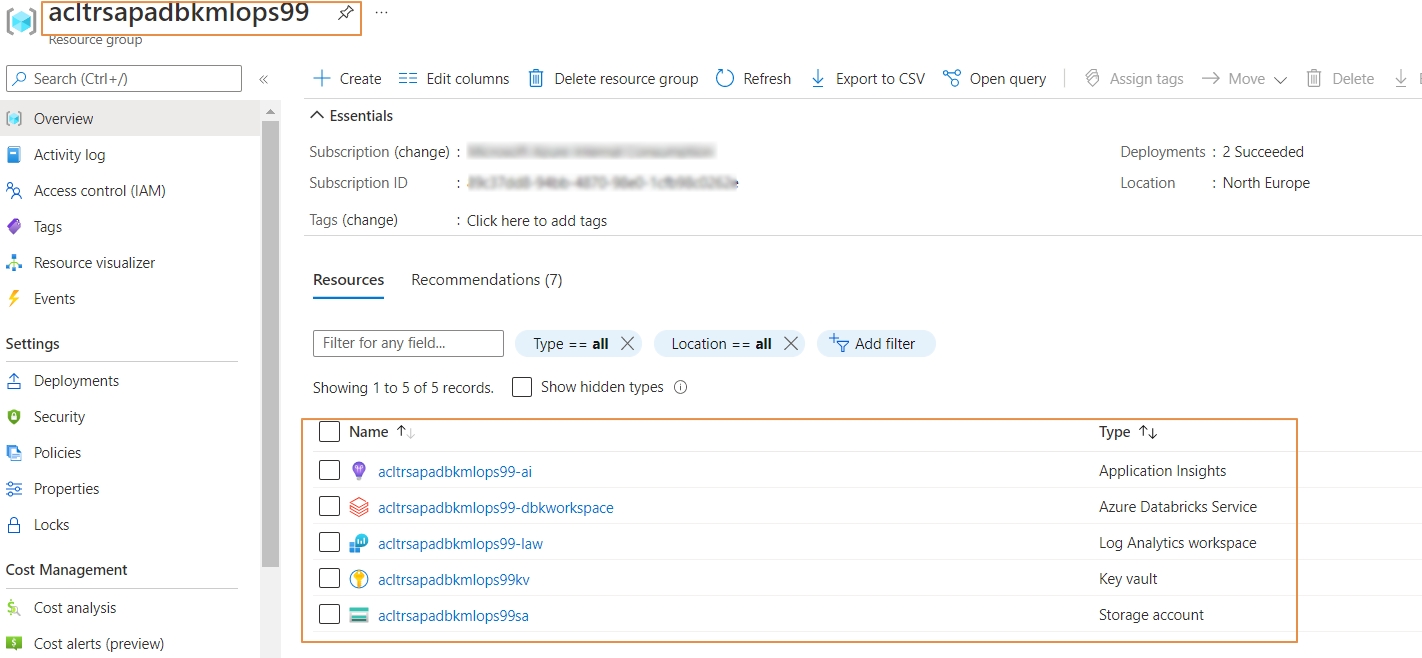 acltrsapadbkmlops99
Resource group
Search (Ctrl+/)
«
Overview
Activity log
Access control (IAM)
Tags
Resource visualizer
Events
Settings
Deployments
Security
Policies
Properties
Locks
Cost Management
Cost analysis
Cost alerts (preview)
Create Edit columns Delete resource group Refresh Export to CSV Open query Assign tags Move Delete
Essentials
Subscription (change) :
Deployments : 2 Succeeded
Subscription ID :
Location : North Europe
Tags (change) : Click here to add tags
Resources Recommendations (7)
Filter for any field... Type == all Location == all Add filter
Showing 1 to 5 of 5 records. Show hidden types
Name Type
acltrsapadbkmlops99-ai Application Insights
acltrsapadbkmlops99-dbkworkspace Azure Databricks Service
acltrsapadbkmlops99-law Log Analytics workspace
acltrsapadbkmlops99kv Key vault
acltrsapadbkmlops99sa Storage account